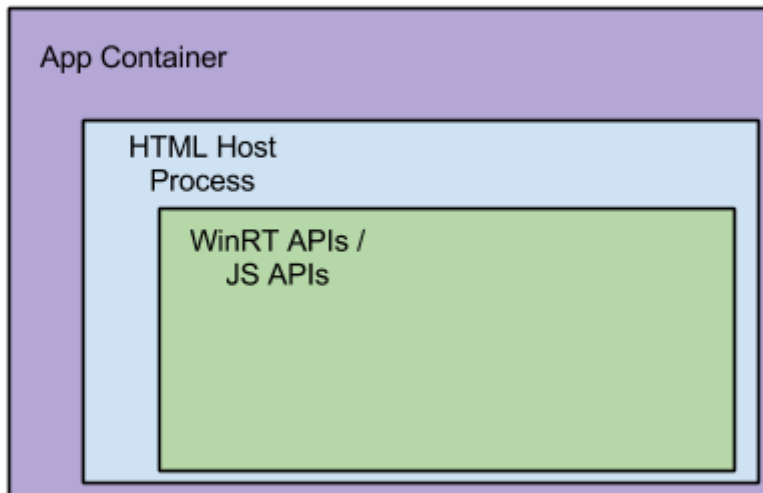 App Container
HTML Host
Process
WinRT APIs /
JS APIs